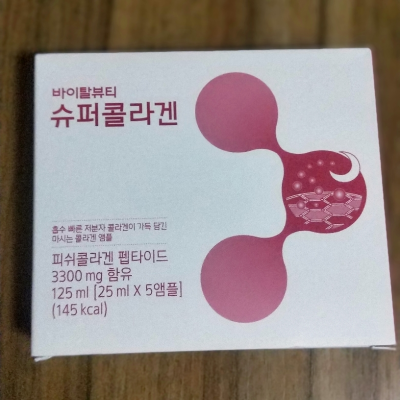 바이탈뷰티
슈퍼콜라겐
흡수 빠른 저분자 콜라겐이 가득 담긴
마시는 콜라겐 앰플
피쉬콜라겐 펩타이드
3300 mg 함유
125 ml [25 ml X 5앰플]
(145 kcal)